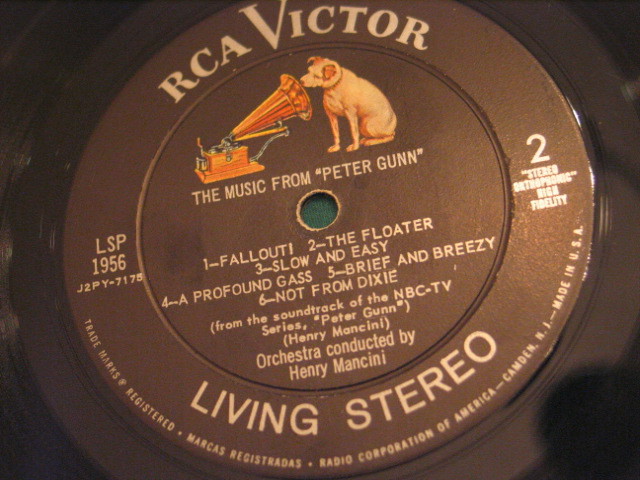 RCA VICTOR
THE MUSIC FROM "PETER GUNN"
2
"STEREO
ORTHOPHONIC"
HIGH
FIDELITY
LSP
1956
J2PY-7175
1—FALLOUT! 2—THE FLOATER
3—SLOW AND EASY
4—A PROFOUND GASS 5—BRIEF AND BREEZY
6—NOT FROM DIXIE
(from the soundtrack of the NBC-TV
Series, "Peter Gunn")
(Henry Mancini)
Orchestra conducted by
Henry Mancini
LIVING STEREO
TRADE MARKS ® REGISTERED • MARCAS REGISTRADAS • RADIO CORPORATION OF AMERICA—CAMDEN, N. J.—MADE IN U.S.A.